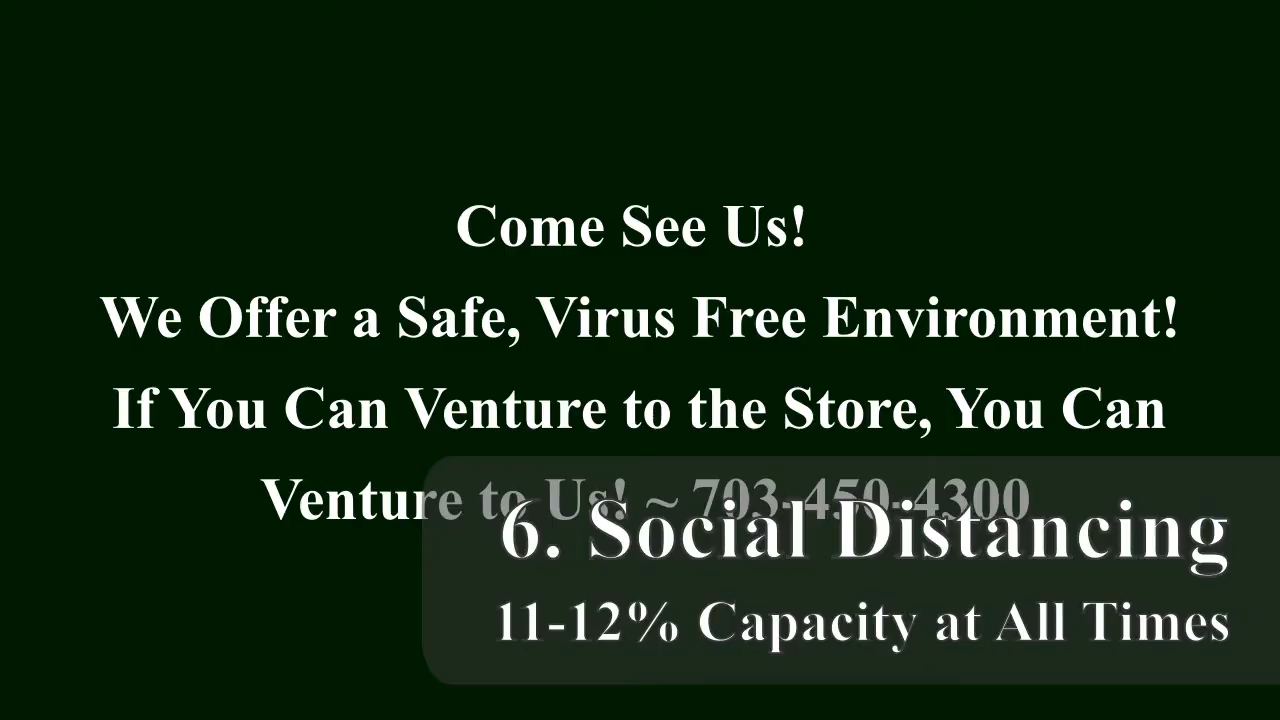 Come See Us!
We Offer a Safe, Virus Free Environment!
If You Can Venture to the Store, You Can
Venture to Us! ~ 703-450-4300
6. Social Distancing
11-12% Capacity at All Times